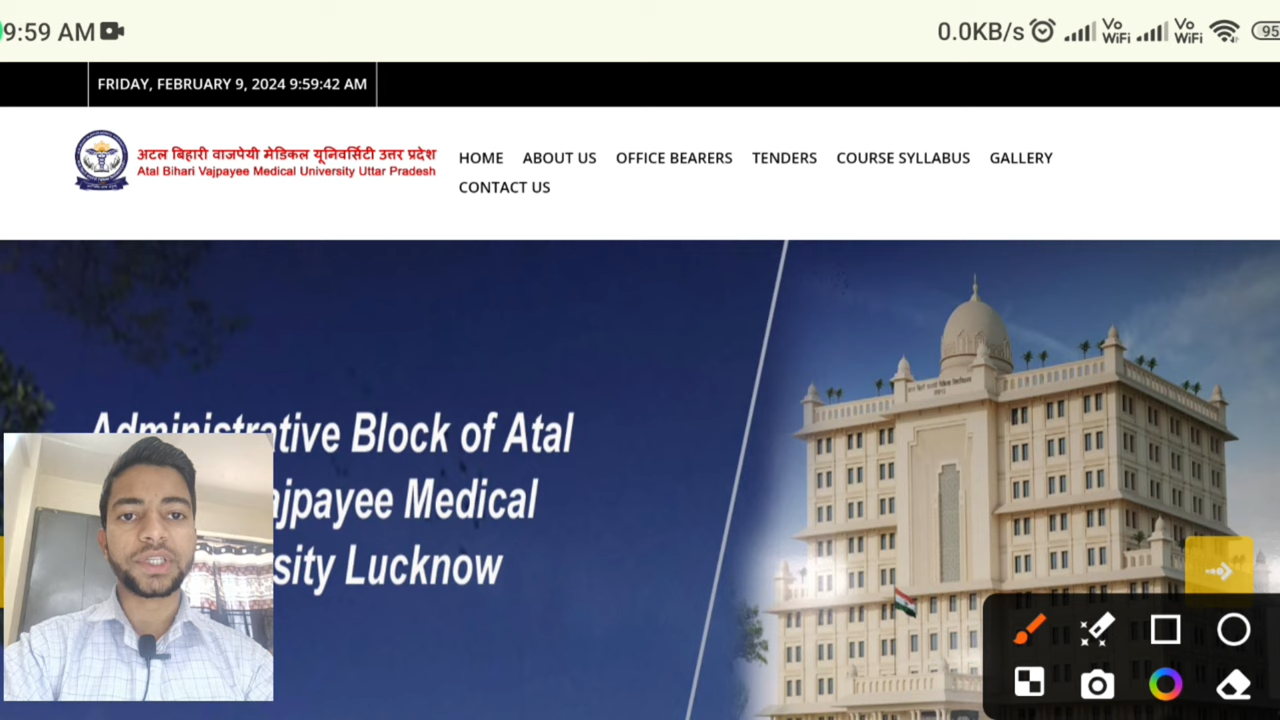 9:59 AM
0.0KB/s
Vo WiFi
Vo WiFi
95
FRIDAY, FEBRUARY 9, 2024 9:59:42 AM
अटल बिहारी वाजपेयी मेडिकल यूनिवर्सिटी उत्तर प्रदेश
Atal Bihari Vajpayee Medical University Uttar Pradesh
HOME ABOUT US OFFICE BEARERS TENDERS COURSE SYLLABUS GALLERY
CONTACT US
Administrative Block of Atal
ajpayee Medical
sity Lucknow